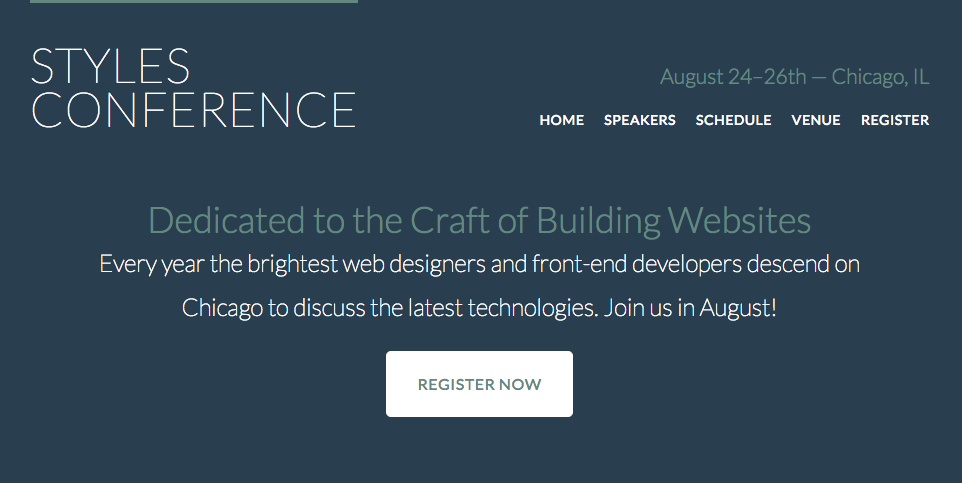 STYLES
CONFERENCE
August 24–26th — Chicago, IL
HOME SPEAKERS SCHEDULE VENUE REGISTER
Dedicated to the Craft of Building Websites
Every year the brightest web designers and front-end developers descend on
Chicago to discuss the latest technologies. Join us in August!
REGISTER NOW